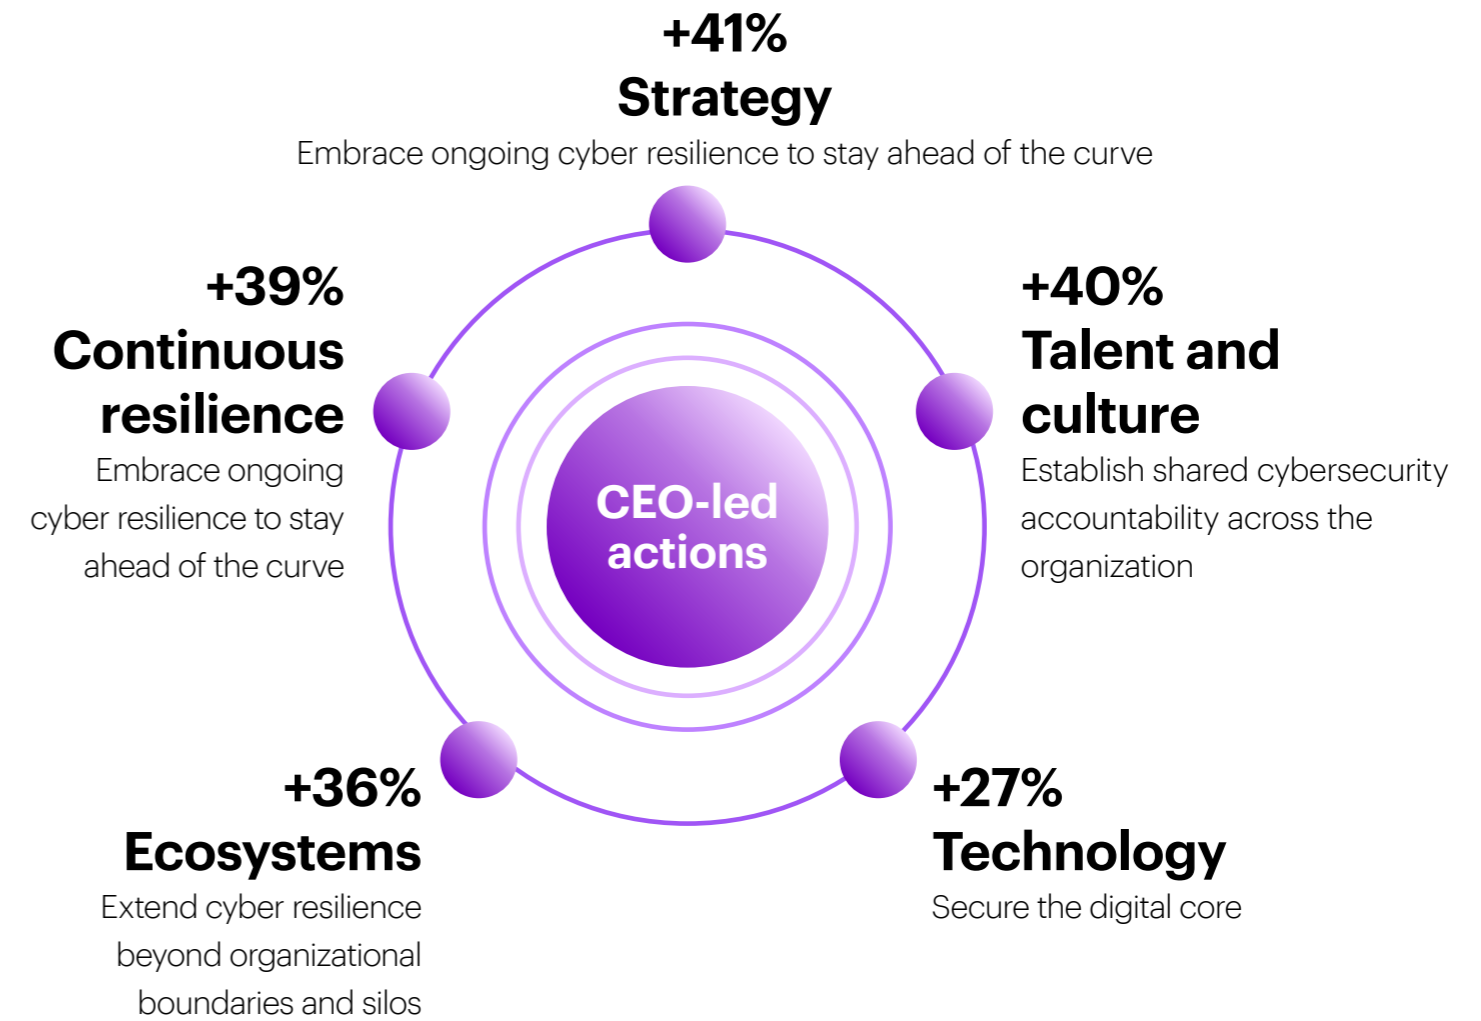 +41%
Strategy
Embrace ongoing cyber resilience to stay ahead of the curve
+39%
Continuous
resilience
Embrace ongoing
cyber resilience to stay
ahead of the curve
+40%
Talent and
culture
Establish shared cybersecurity
accountability across the
organization
CEO-led
actions
+36%
Ecosystems
Extend cyber resilience
beyond organizational
boundaries and silos
+27%
Technology
Secure the digital core